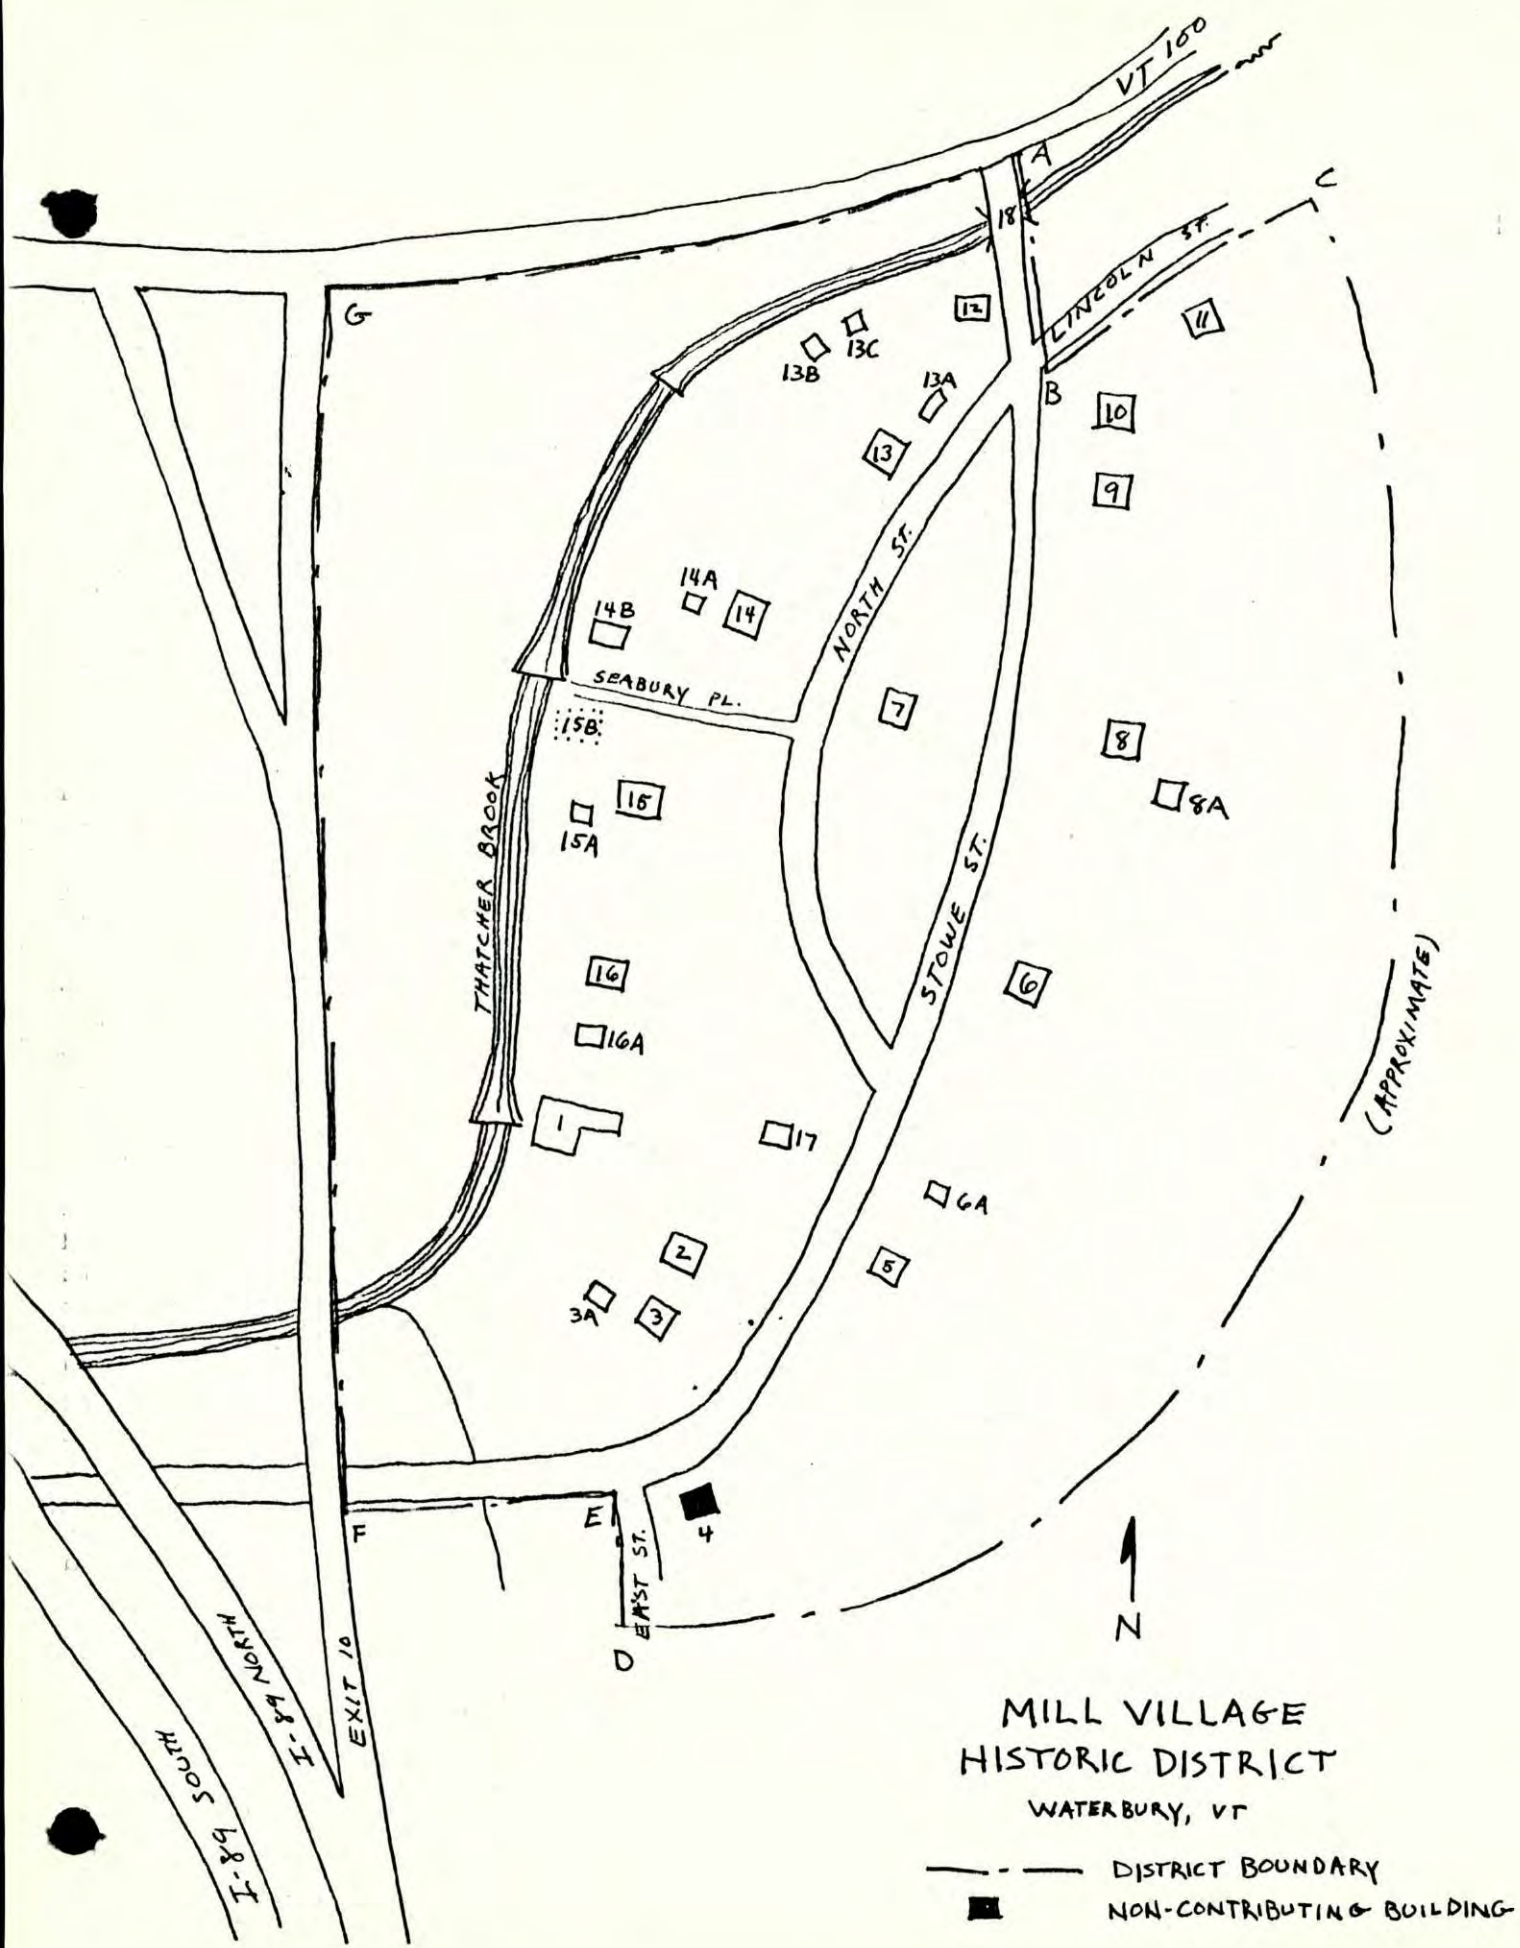 VT 100
A
C
18
LINCOLN ST.
G
12
11
13C
13B
13A
B
10
13
9
NORTH ST.
14A
14B
14
SEABURY PL.
7
15B
8
THATCHER BROOK
15
8A
15A
STOWE ST.
16
6
(APPROXIMATE)
16A
1
17
6A
2
5
3A
3
E
4
F
EAST ST.
N
D
I-89 NORTH
EXIT 10
I-89 SOUTH
MILL VILLAGE
HISTORIC DISTRICT
WATERBURY, VT
DISTRICT BOUNDARY
NON-CONTRIBUTING BUILDING